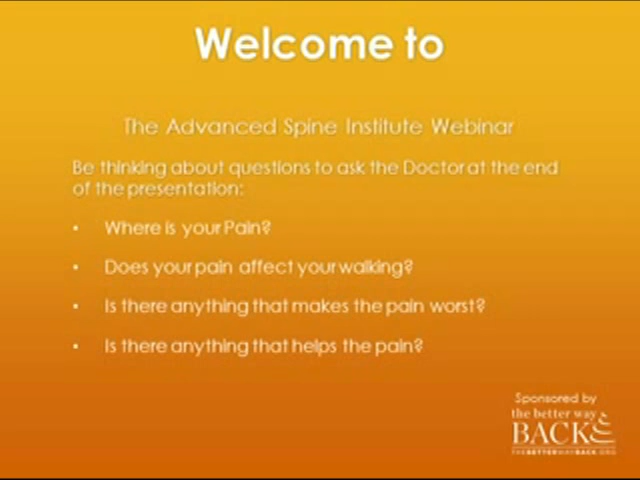 Welcome to
The Advanced Spine Institute Webinar
Be thinking about questions to ask the Doctor at the end
of the presentation:
• Where is your Pain?
• Does your pain affect your walking?
• Is there anything that makes the pain worst?
• Is there anything that helps the pain?
Sponsored by
the better way
BACK
THEBETTERWAYBACK.ORG